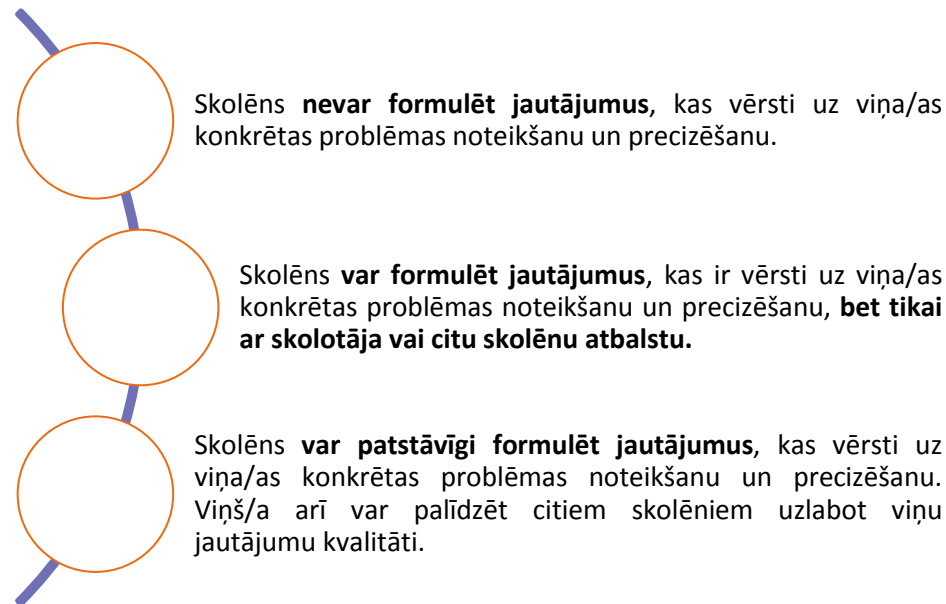 Skolēns nevar formulēt jautājumus, kas vērsti uz viņa/as
konkrētas problēmas noteikšanu un precizēšanu.
Skolēns var formulēt jautājumus, kas ir vērsti uz viņa/as
konkrētas problēmas noteikšanu un precizēšanu, bet tikai
ar skolotāja vai citu skolēnu atbalstu.
Skolēns var patstāvīgi formulēt jautājumus, kas vērsti uz
viņa/as konkrētas problēmas noteikšanu un precizēšanu.
Viņš/a arī var palīdzēt citiem skolēniem uzlabot viņu
jautājumu kvalitāti.